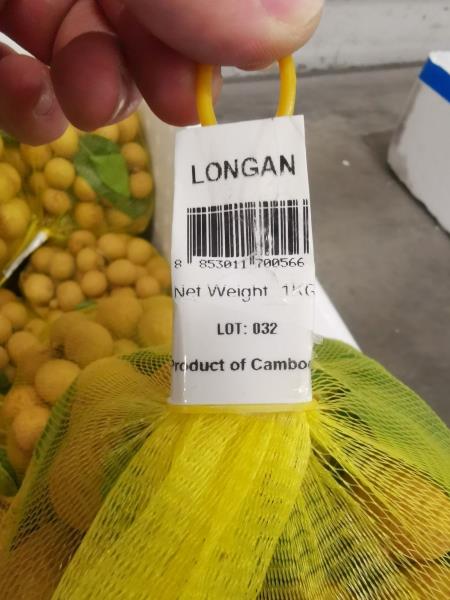 LONGAN
8 853011 700566
Net Weight 1KG
LOT: 032
Product of Cambo